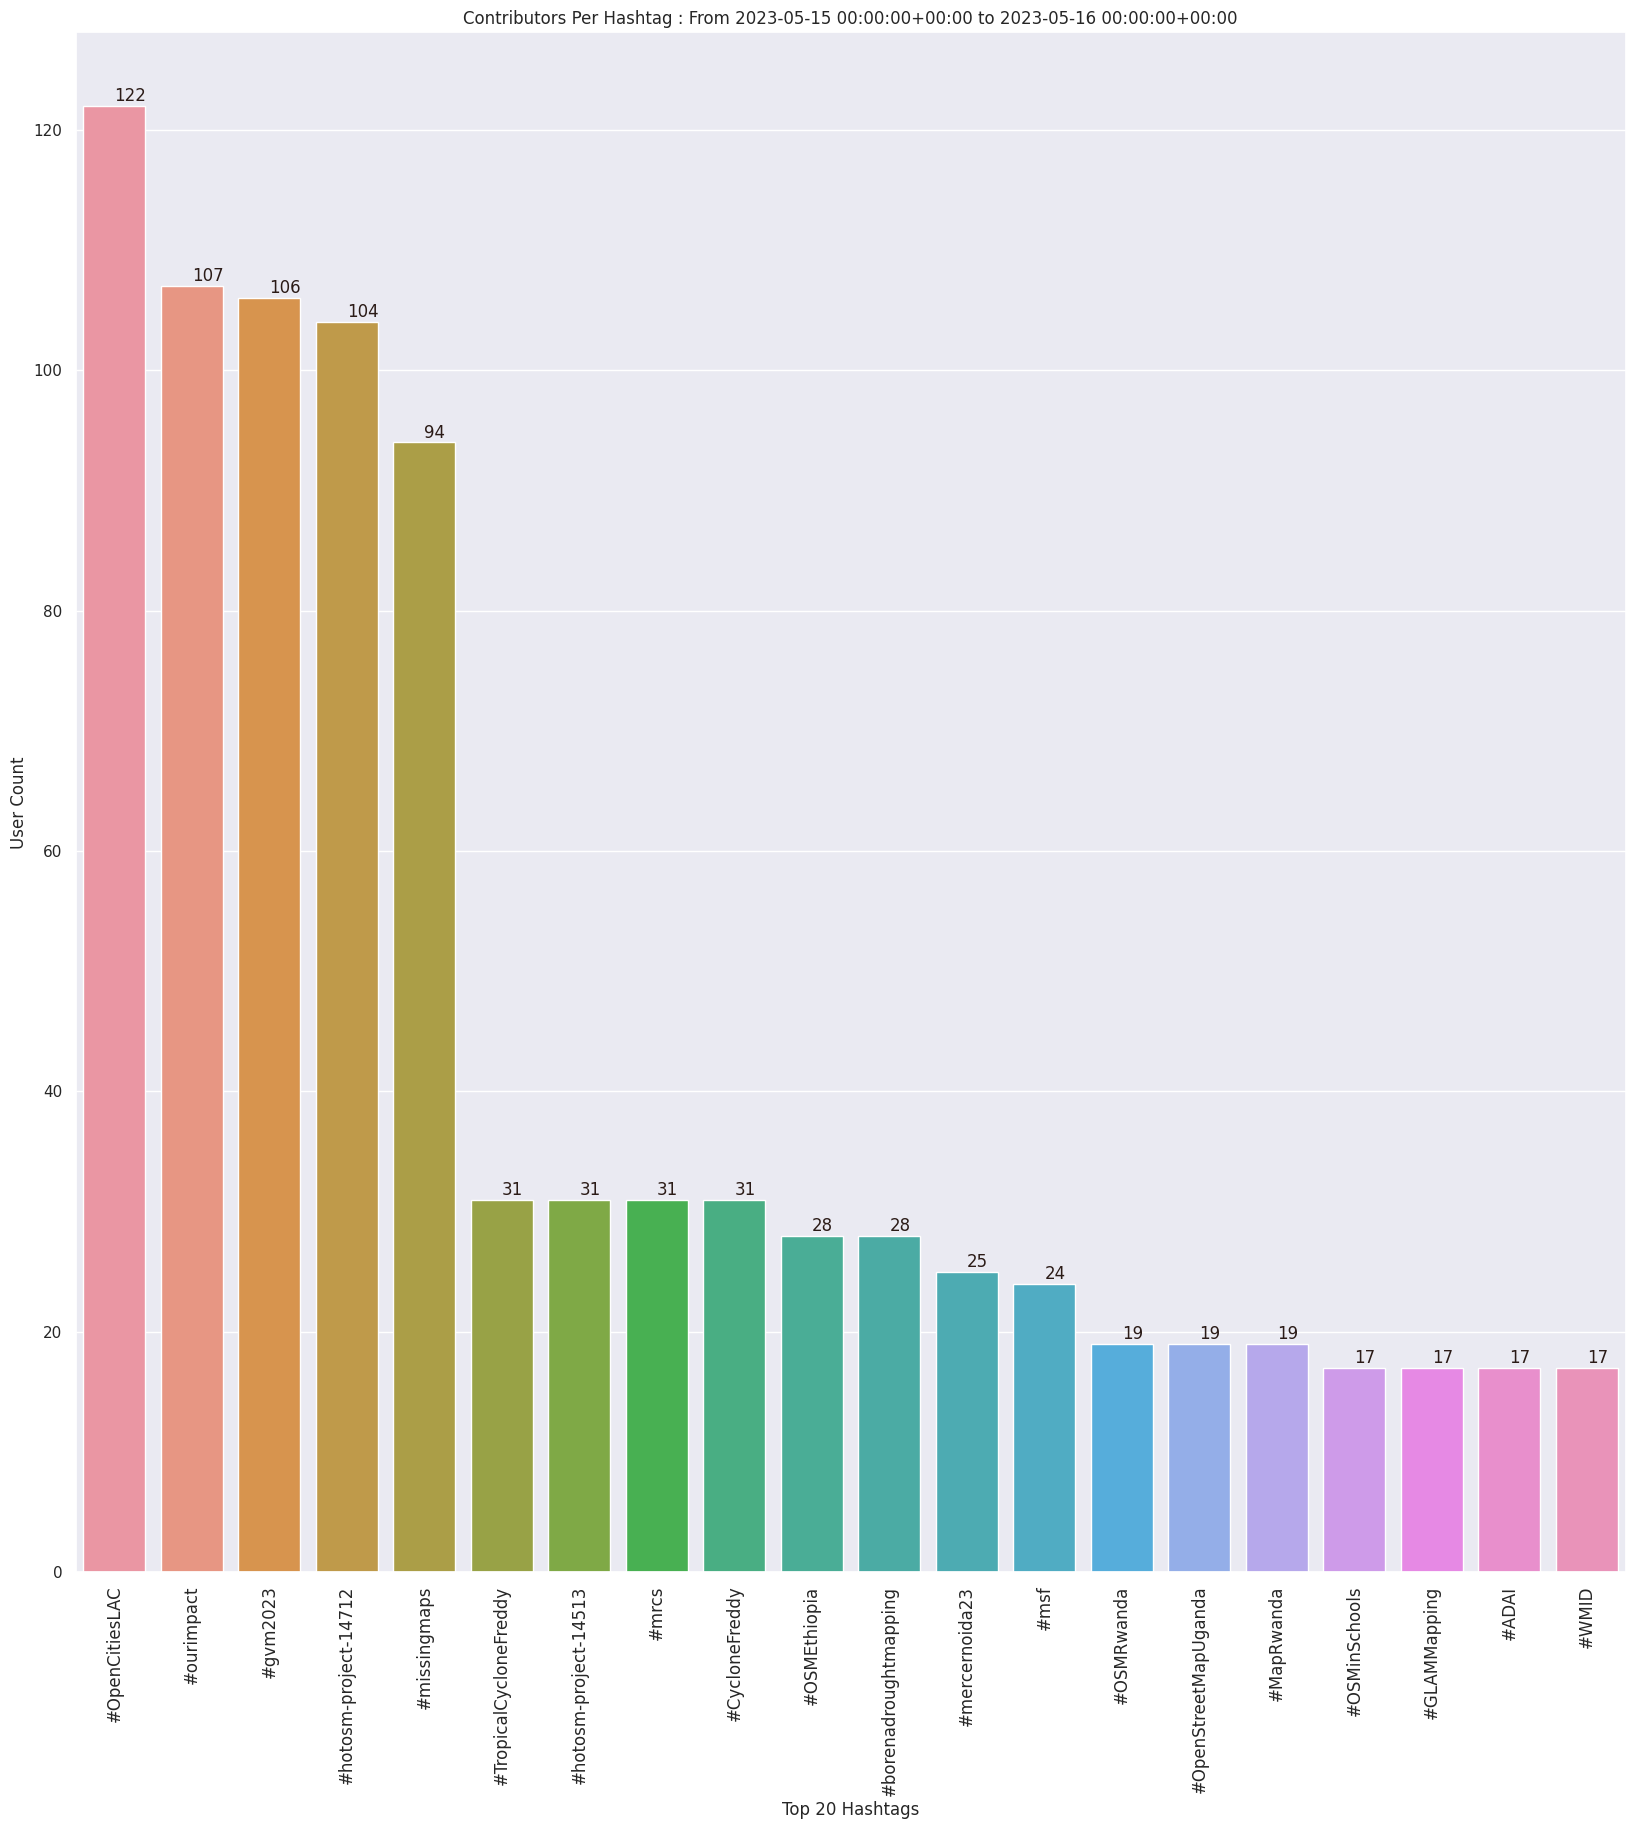 Contributors Per Hashtag : From 2023-05-15 00:00:00+00:00 to 2023-05-16 00:00:00+00:00
122
107
106
104
94
31
31
31
31
28
28
25
24
19
19
19
17
17
17
17
120
100
80
60
40
20
0
User Count
#OpenCitiesLAC
#ourimpact
#gvm2023
#hotosm-project-14712
#missingmaps
#TropicalCycloneFreddy
#hotosm-project-14513
#mrcs
#CycloneFreddy
#OSMEthiopia
#borenadroughtmapping
#mercernoida23
#msf
#OSMRwanda
#OpenStreetMapUganda
#MapRwanda
#OSMinSchools
#GLAMMapping
#ADAI
#WMID
Top 20 Hashtags